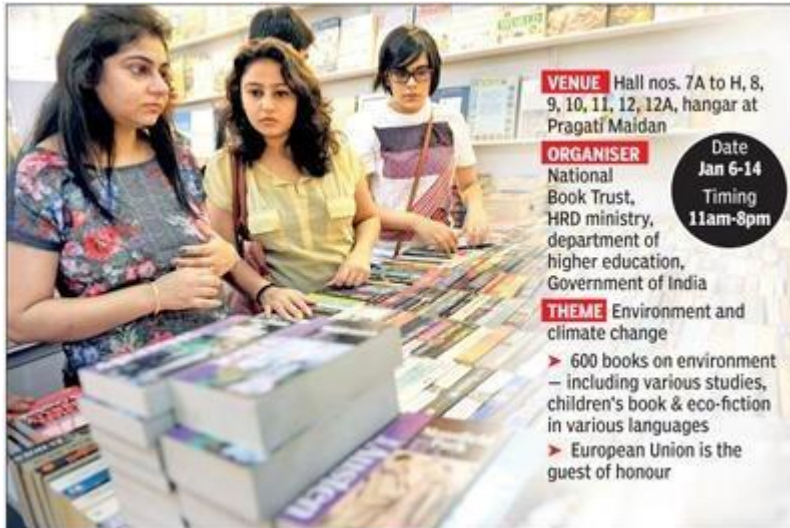 VENUE Hall nos. 7A to H, 8,
9, 10, 11, 12, 12A, hangar at
Pragati Maidan
ORGANISER
National
Book Trust,
HRD ministry,
department of
higher education,
Government of India
Date
Jan 6-14
Timing
11am-8pm
THEME Environment and
climate change
➤ 600 books on environment
— including various studies,
children's book & eco-fiction
in various languages
➤ European Union is the
guest of honour